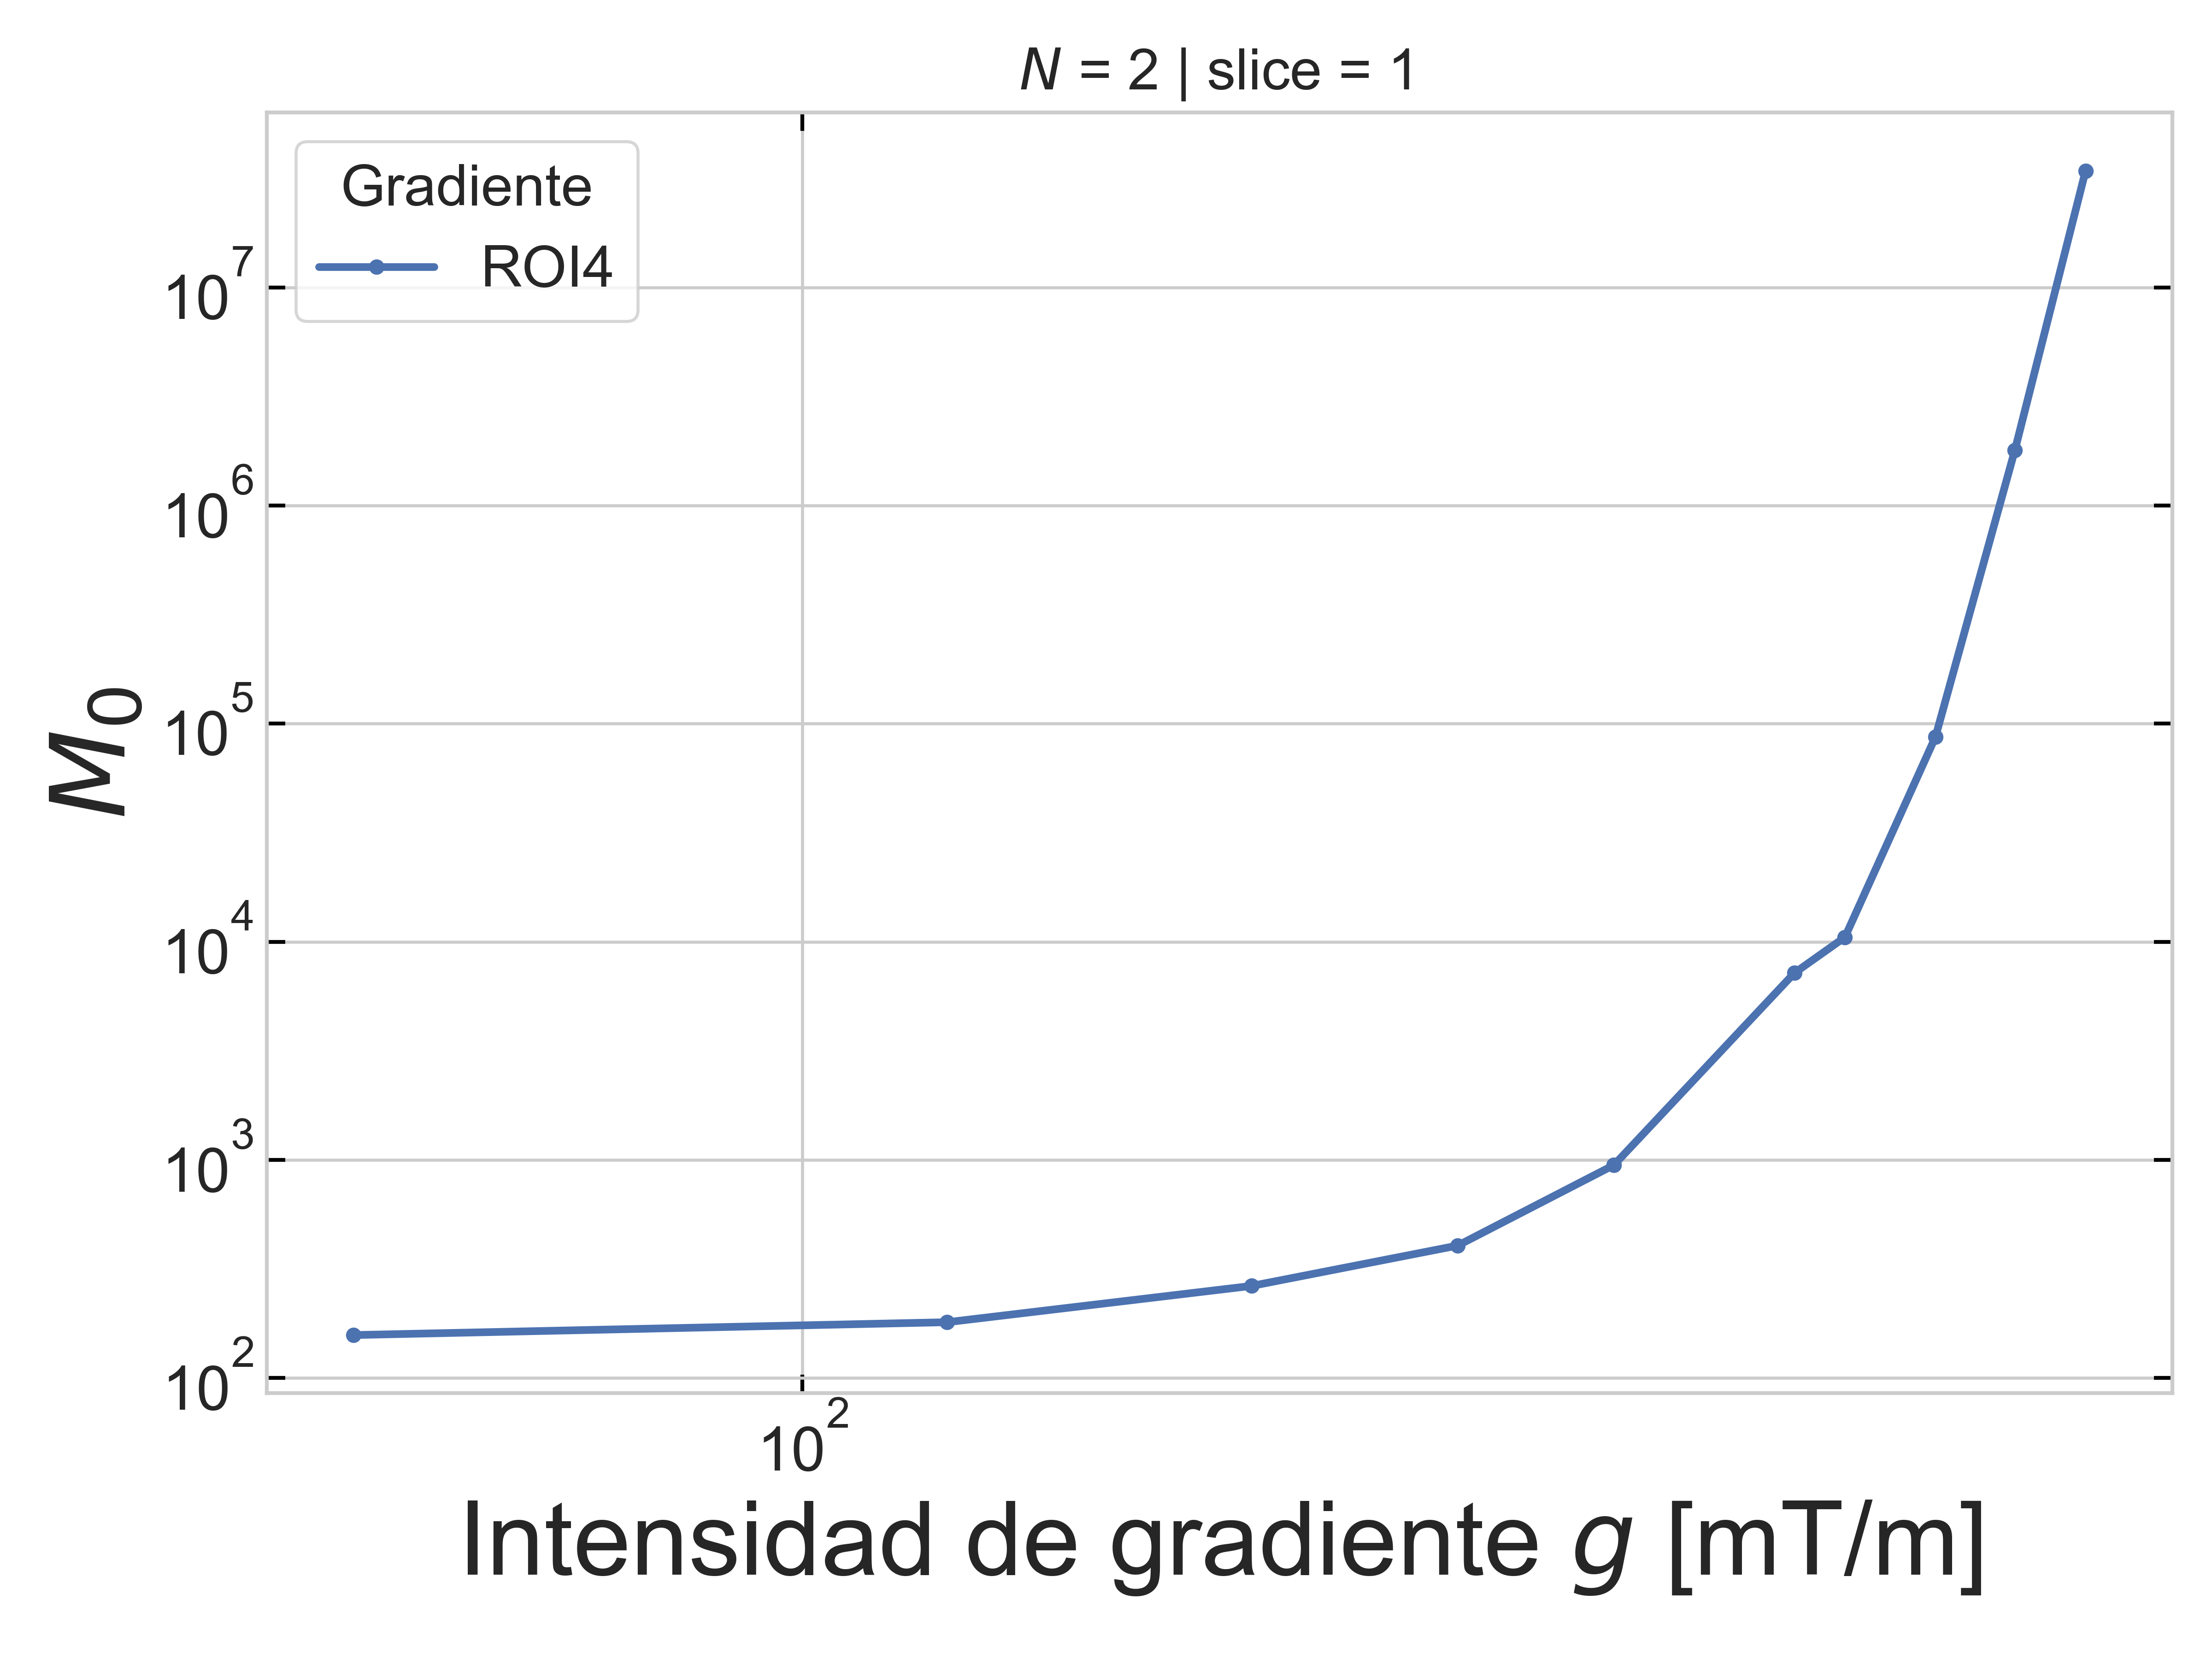 N = 2 | slice = 1
Gradiente
ROI4
10^7
10^6
10^5
10^4
10^3
10^2
M_0
10^2
Intensidad de gradiente g [mT/m]